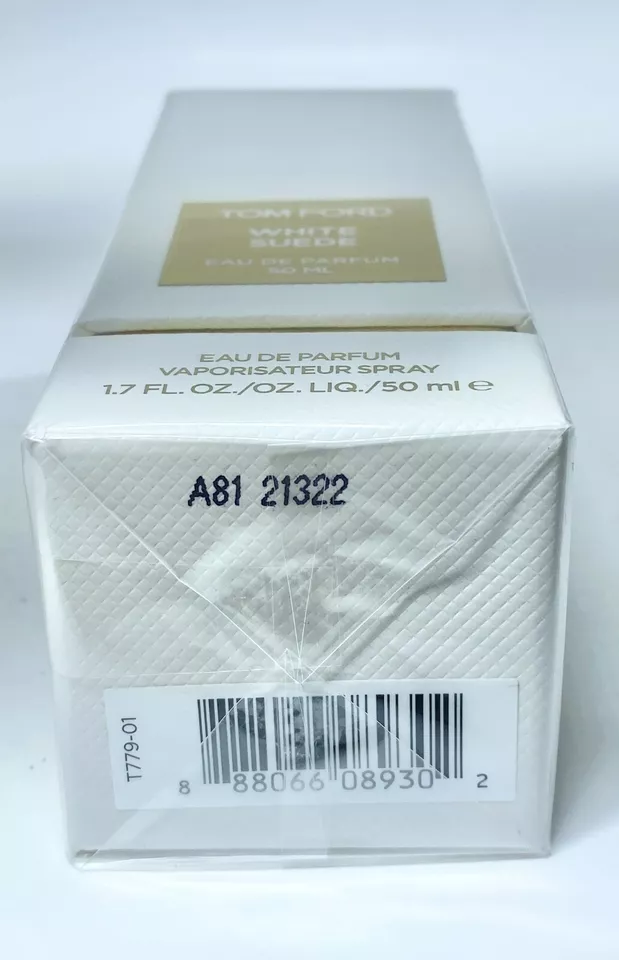 TOM FORD
WHITE
SUEDE
EAU DE PARFUM
50 ML
EAU DE PARFUM
VAPORISATEUR SPRAY
1.7 FL. OZ./OZ. LIQ./50 ml ℮
A81 21322
T779-01
8 88066 08930 2